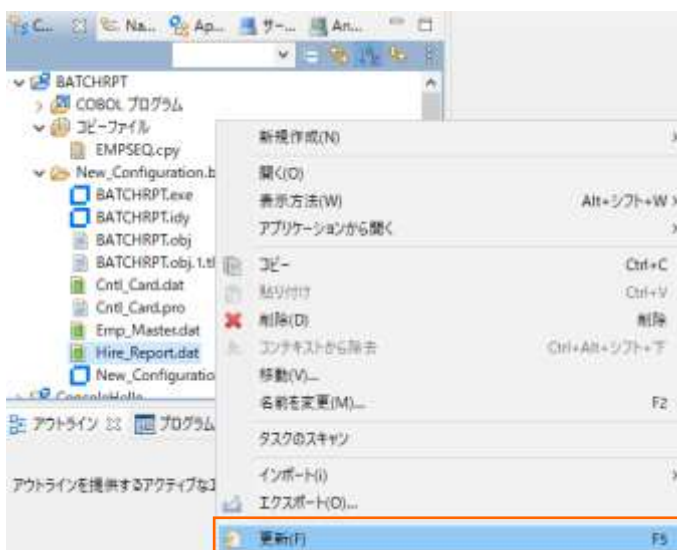 C...
Na...
Ap...
サー...
An...
BATCHRPT
COBOL プログラム
コピーファイル
EMPSEQ.cpy
New_Configuration.b
BATCHRPT.exe
BATCHRPT.idy
BATCHRPT.obj
BATCHRPT.obj.1.tl
Cntl_Card.dat
Cntl_Card.pro
Emp_Master.dat
Hire_Report.dat
New_Configuratio
ConsoleHello
アウトライン
プログラム
アウトラインを提供するアクティブなエ
新規作成(N)
開く(O)
表示方法(W) Alt+シフト+W
アプリケーションから開く
コピー Ctrl+C
貼り付け Ctrl+V
削除(D) 削除
コンテキストから除去 Ctrl+Alt+シフト+下
移動(V)...
名前を変更(M)... F2
タスクのスキャン
インポート(i)
エクスポート(O)...
更新(F) F5